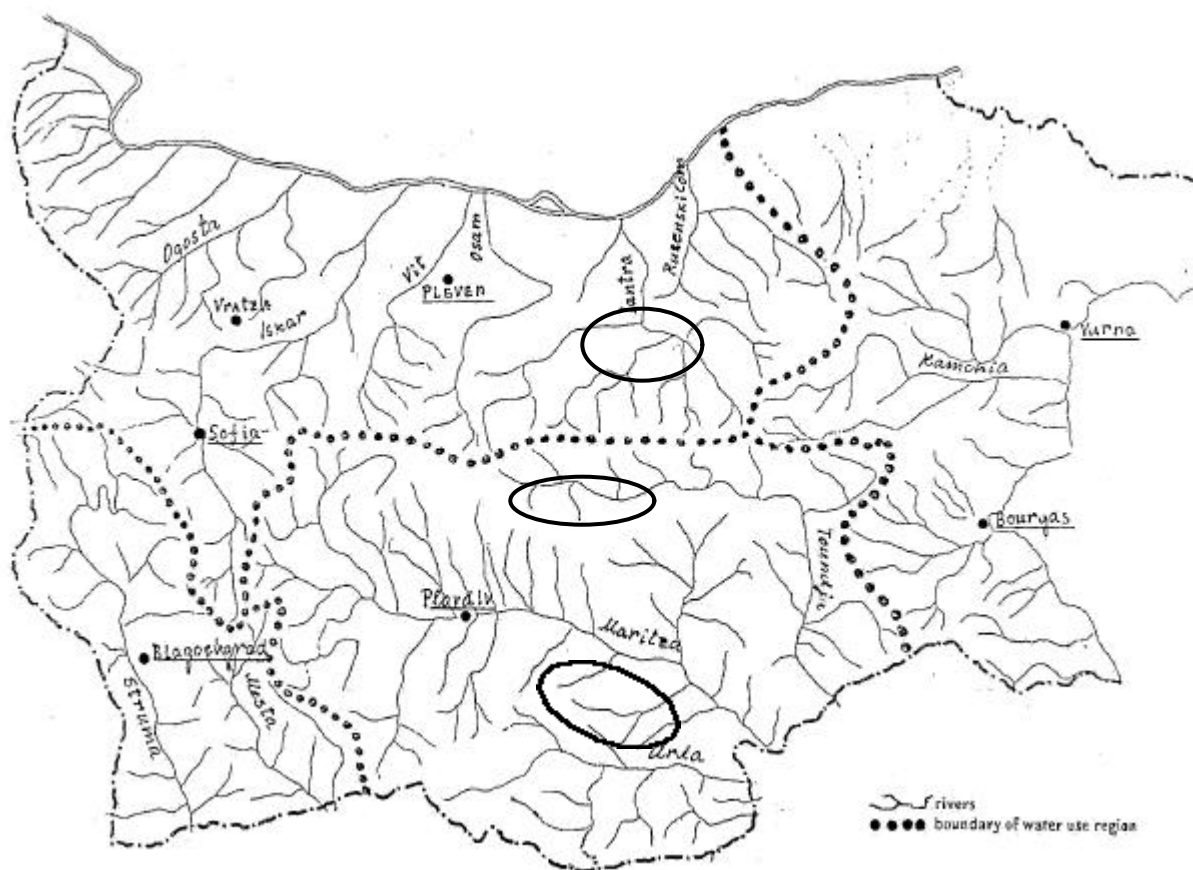 Ogosta
Vit
Osam
Rusenski Lom
Jantra
PLEVEN
VRATZA
Iskar
Varna
Kamchia
Sofia
Bourgas
Toundja
Plovdiv
Maritza
Blagoevgrad
Struma
Mesta
Arda
rivers
boundary of water use region